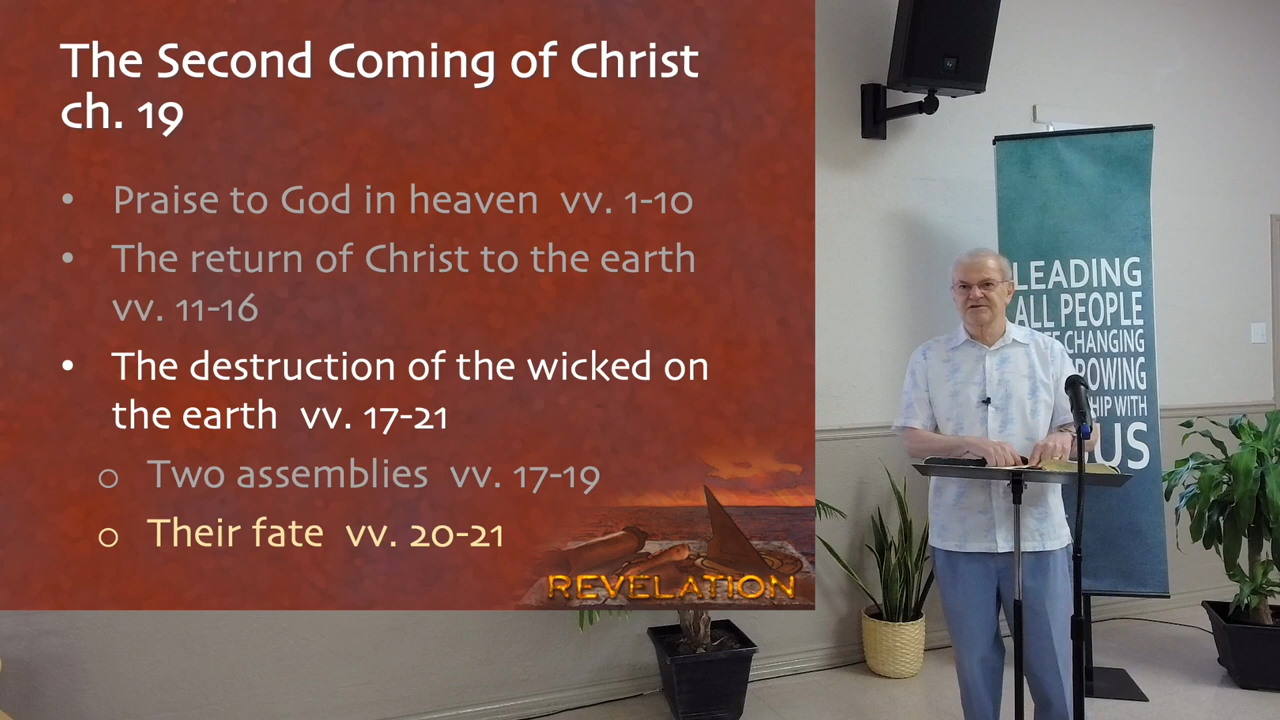 The Second Coming of Christ
ch. 19
• Praise to God in heaven vv. 1-10
• The return of Christ to the earth
vv. 11-16
• The destruction of the wicked on
the earth vv. 17-21
o Two assemblies vv. 17-19
o Their fate vv. 20-21
REVELATION
LEADING
ALL PEOPLE
CHANGING
WITH
US